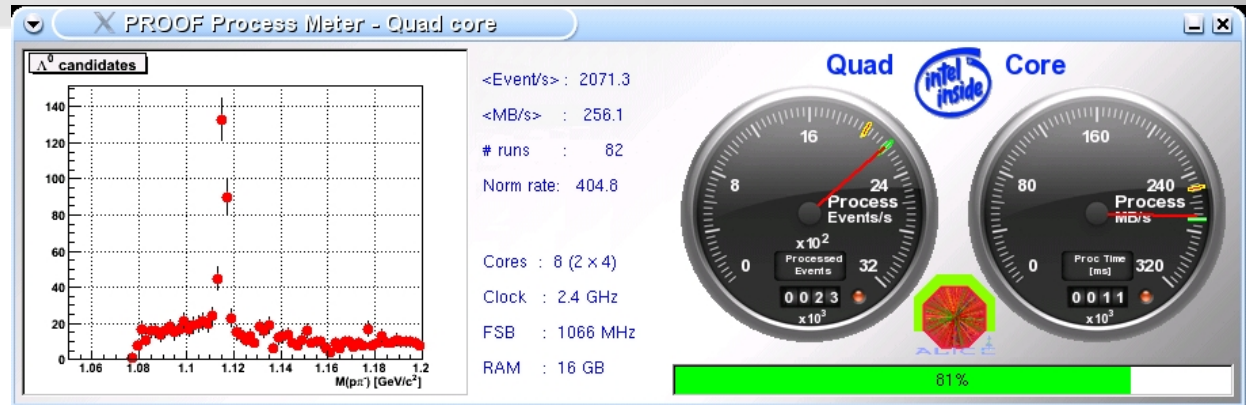 PROOF Process Meter - Quad core
Λ⁰ candidates
140
120
100
80
60
40
20
0
1.06 1.08 1.1 1.12 1.14 1.16 1.18 1.2
M(pπ⁻) [GeV/c²]
<Event/s> : 2071.3
<MB/s> : 256.1
# runs : 82
Norm rate: 404.8
Cores : 8 (2 × 4)
Clock : 2.4 GHz
FSB : 1066 MHz
RAM : 16 GB
Quad intel inside Core
16
8 24
Process
Events/s
x10²
Processed
Events
0 32
0023
x10³
160
80 240
Process
MB/s
Proc Time
[ms]
0 320
0011
x10³
ALICE
81%